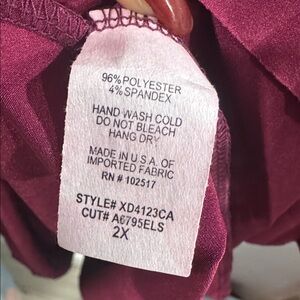 96% POLYESTER
4% SPANDEX
HAND WASH COLD
DO NOT BLEACH
HANG DRY
MADE IN U.S.A. OF
IMPORTED FABRIC
RN # 102517
STYLE# XD4123CA
CUT# A6795ELS
2X